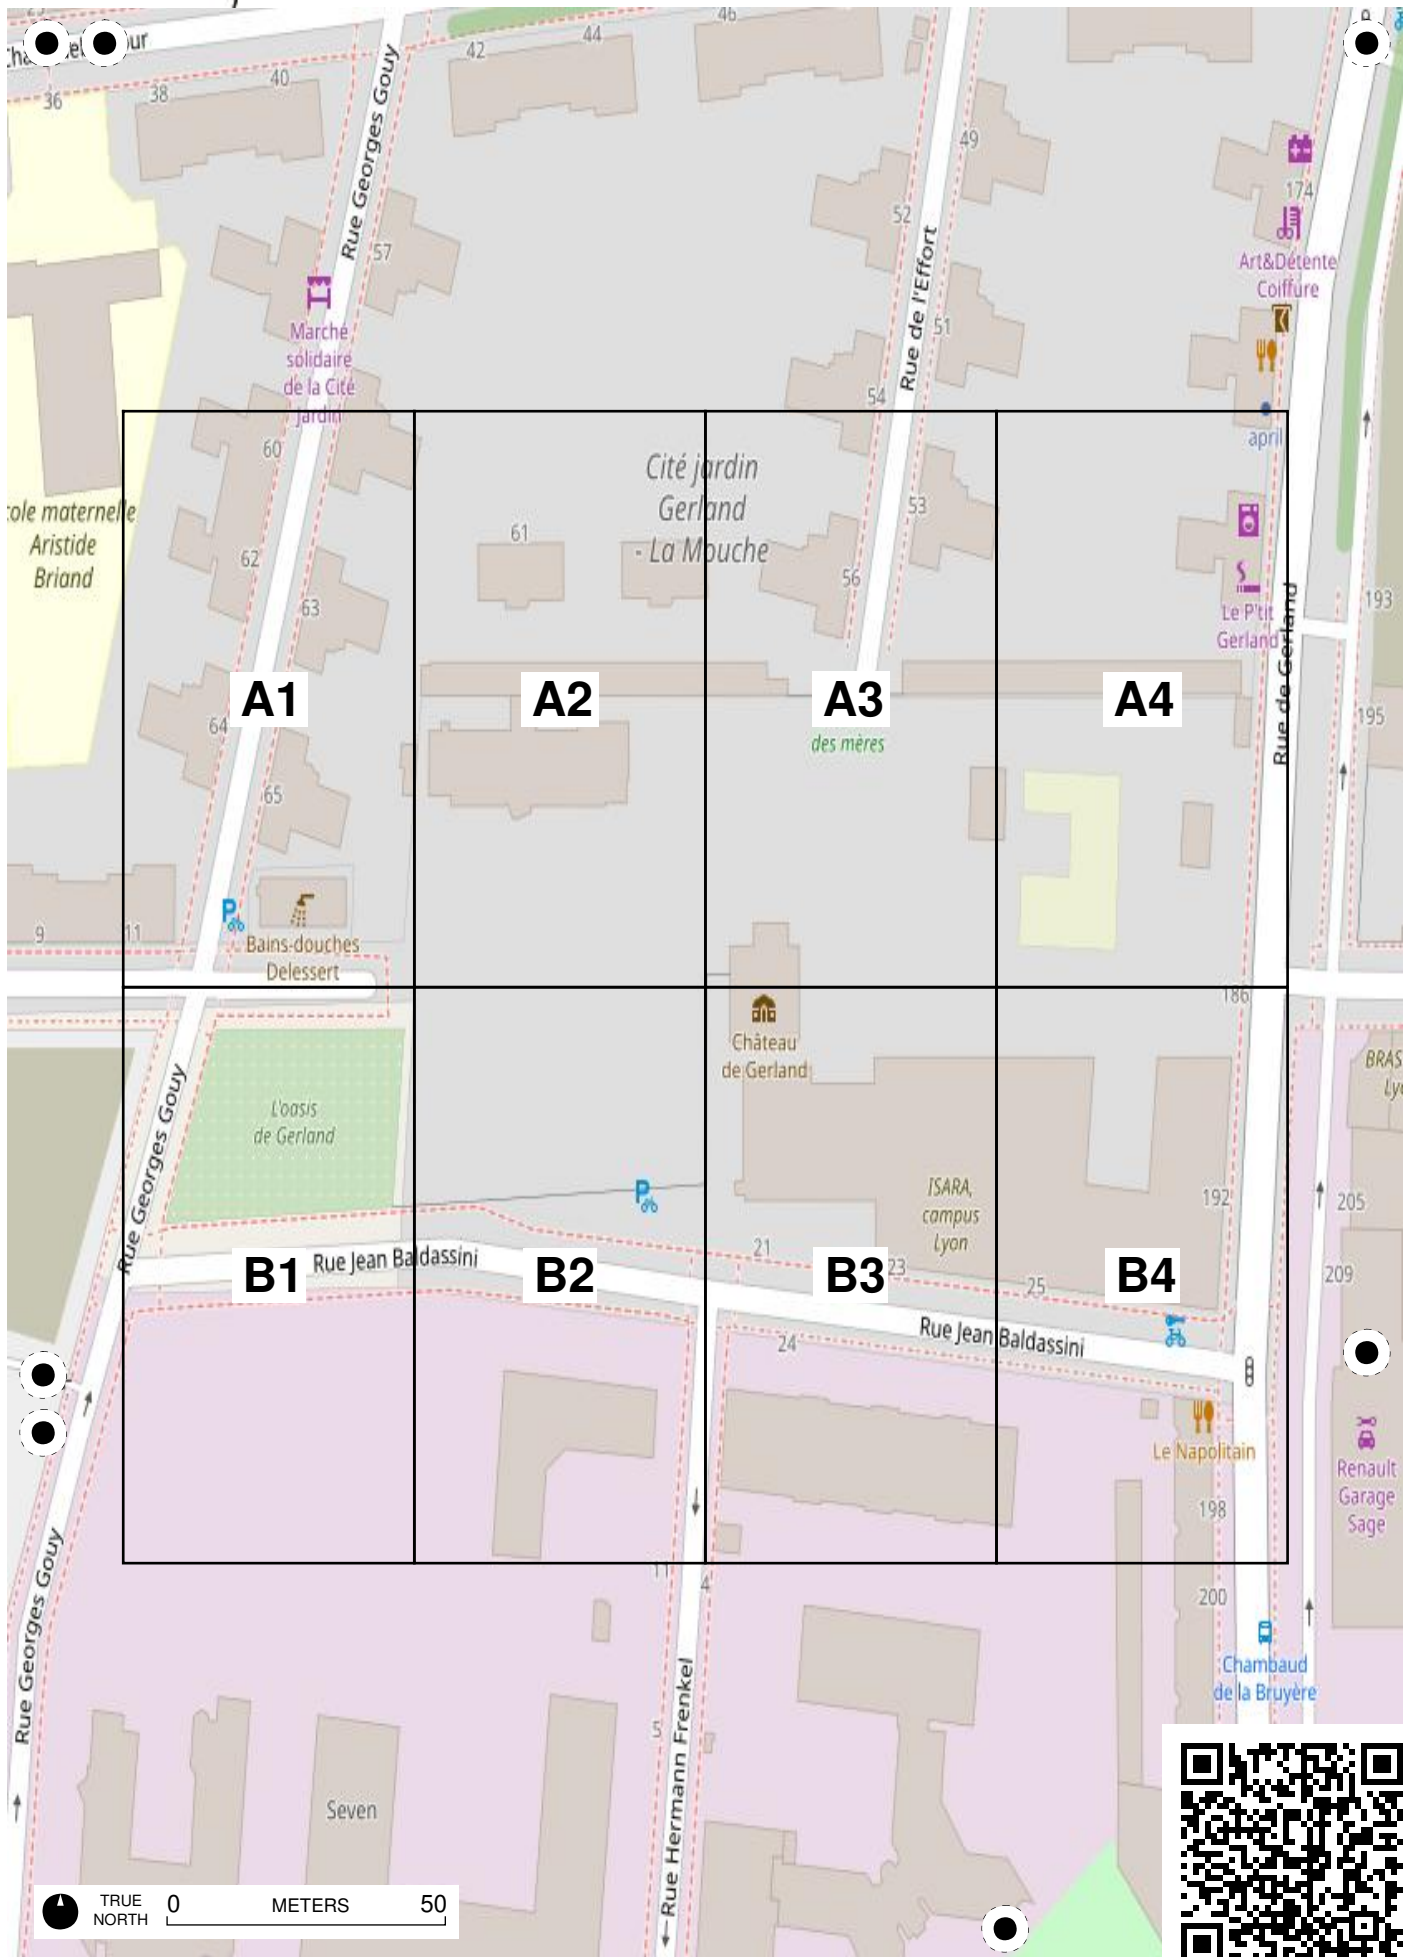 36
38
40
42
44
46
Rue Georges Gouy
57
Marché
solidaire
de la Cité
Jardin
49
52
Rue de l'Effort
51
54
174
Art&Détente
Coiffure
april
Cité jardin
Gerland
- La Mouche
60
61
62
63
53
56
Aristide
Briand
Le P'tit
Gerland
Rue de Gerland
193
195
A1
A2
A3
A4
64
65
des mères
9
11
Bains-douches
Delessert
186
Château
de Gerland
L'oasis
de Gerland
Rue Georges Gouy
ISARA,
campus
Lyon
192
205
209
21
23
25
B1
B2
B3
B4
Rue Jean Baldassini
Rue Jean Baldassini
24
Le Napolitain
Renault
Garage
Sage
198
200
11
4
Chambaud
de la Bruyère
Rue Georges Gouy
5
Rue Hermann Frenkel
Seven
TRUE
NORTH
0 METERS 50